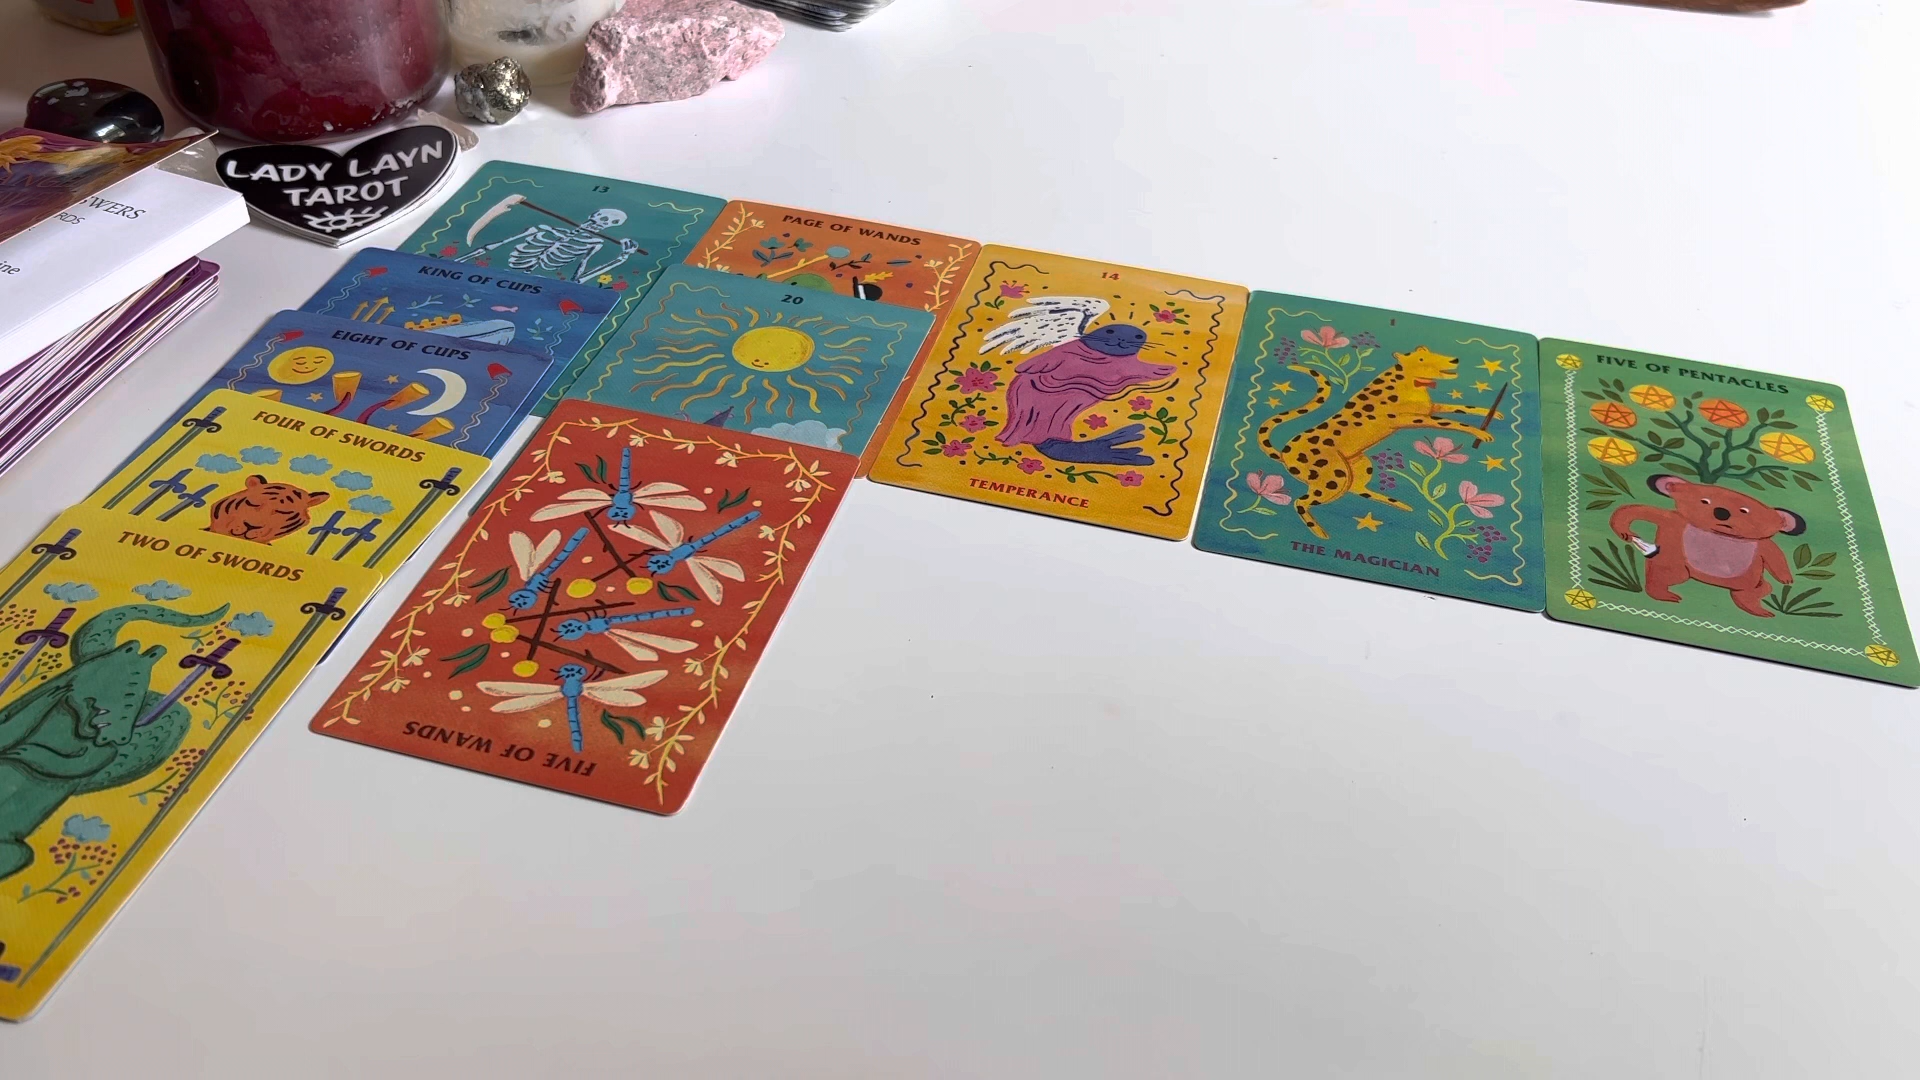 LADY LAYN
TAROT
13
PAGE OF WANDS
KING OF CUPS
20
14
TEMPERANCE
1
THE MAGICIAN
FIVE OF PENTACLES
EIGHT OF CUPS
FOUR OF SWORDS
TWO OF SWORDS
FIVE OF WANDS